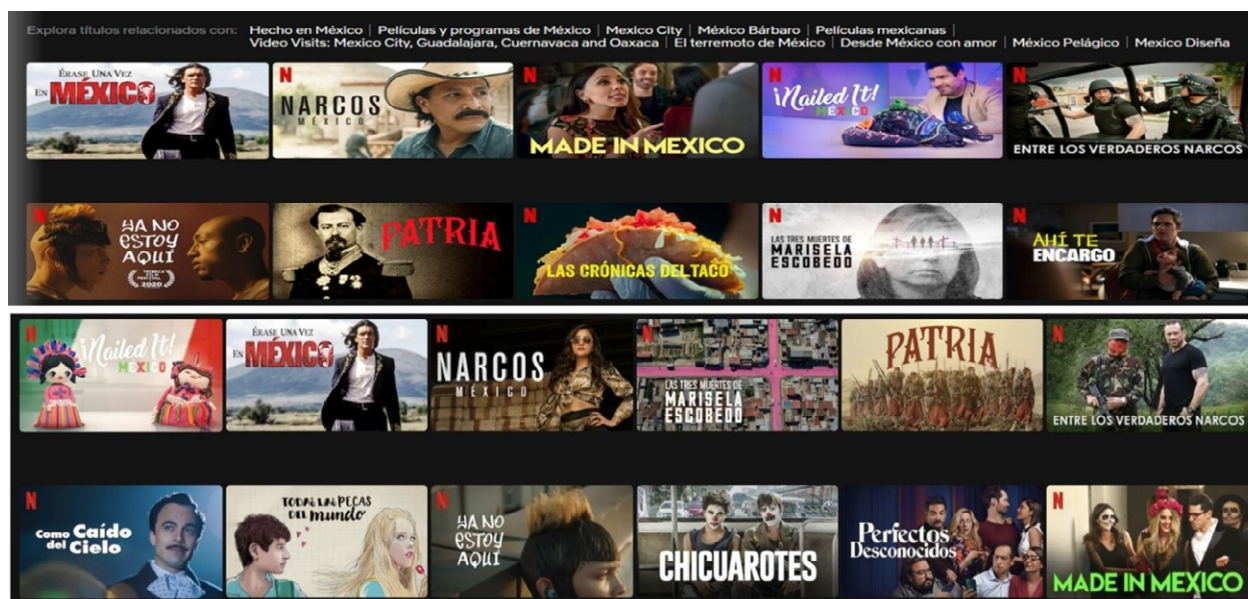 Explora títulos relacionados con: Hecho en México | Películas y programas de México | Mexico City | México Bárbaro | Películas mexicanas |
Video Visits: Mexico City, Guadalajara, Cuernavaca and Oaxaca | El terremoto de México | Desde México con amor | México Pelágico | Mexico Diseña
ÉRASE UNA VEZ
EN MÉXICO
N
NARCOS
MÉXICO
N
MADE IN MEXICO
N
¡Nailed It!
MÉXICO
N
ENTRE LOS VERDADEROS NARCOS
N
YA NO
ESTOY
AQUÍ
TRIBECA
FILM
FESTIVAL
2020
PATRIA
N
LAS CRÓNICAS DEL TACO
N
LAS TRES MUERTES DE
MARISELA
ESCOBEDO
N
AHÍ TE
ENCARGO
N
¡Nailed It!
MÉXICO
ÉRASE UNA VEZ
EN MÉXICO
N
NARCOS
MÉXICO
N
LAS TRES MUERTES DE
MARISELA
ESCOBEDO
PATRIA
N
ENTRE LOS VERDADEROS NARCOS
N
Como Caído
del Cielo
TODAS LAS PECAS
DEL mundo
N
YA NO
ESTOY
AQUÍ
CHICUAROTES
Perfectos
Desconocidos
N
MADE IN MEXICO